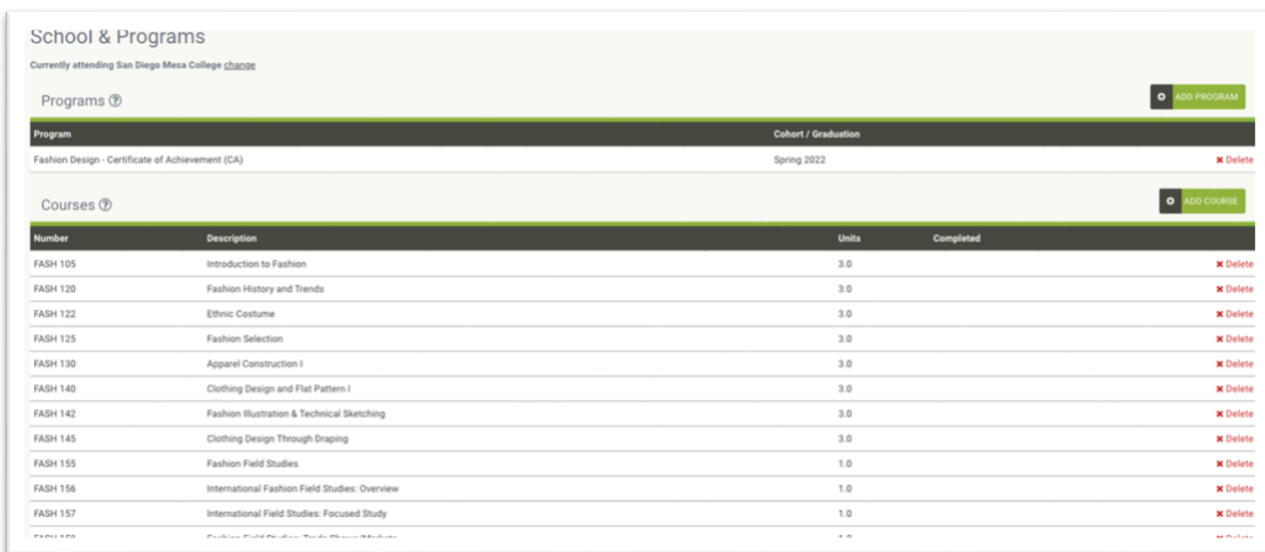 School & Programs
Currently attending San Diego Mesa College change
Programs
ADD PROGRAM
Program Cohort / Graduation
Fashion Design - Certificate of Achievement (CA) Spring 2022 Delete
Courses
ADD COURSE
Number Description Units Completed
FASH 105 Introduction to Fashion 3.0 Delete
FASH 120 Fashion History and Trends 3.0 Delete
FASH 122 Ethnic Costume 3.0 Delete
FASH 125 Fashion Selection 3.0 Delete
FASH 130 Apparel Construction I 3.0 Delete
FASH 140 Clothing Design and Flat Pattern I 3.0 Delete
FASH 142 Fashion Illustration & Technical Sketching 3.0 Delete
FASH 145 Clothing Design Through Draping 3.0 Delete
FASH 155 Fashion Field Studies 1.0 Delete
FASH 156 International Fashion Field Studies: Overview 1.0 Delete
FASH 157 International Field Studies: Focused Study 1.0 Delete